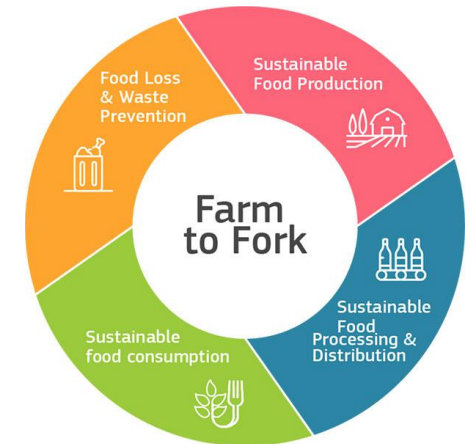 Farm
to Fork
Sustainable
Food Production
Sustainable
Food
Processing &
Distribution
Sustainable
food consumption
Food Loss
& Waste
Prevention